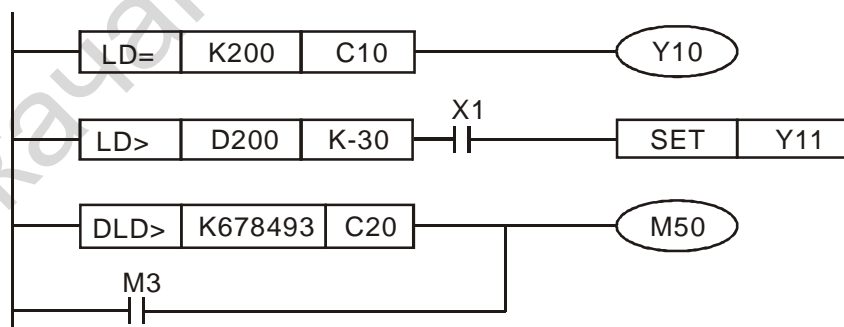 LD= K200 C10 Y10
X1
LD> D200 K-30 SET Y11
DLD> K678493 C20 M50
M3